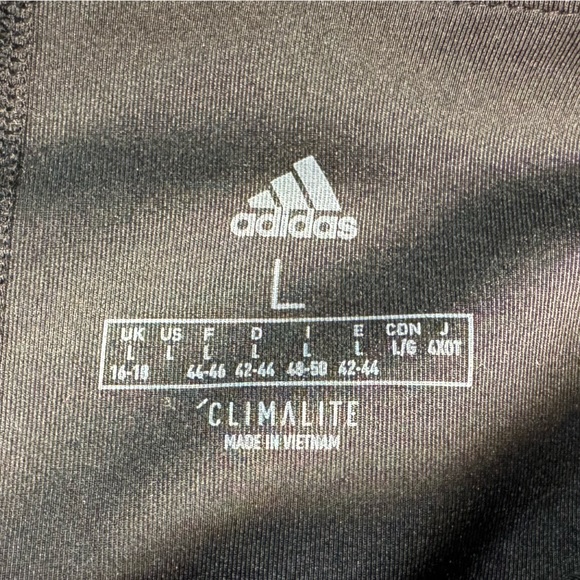 adidas
L
UK US F D I E CDN J
L L L L L L L/G 4XOT
16-18 44-46 42-44 48-50 42-44
CLIMALITE
MADE IN VIETNAM